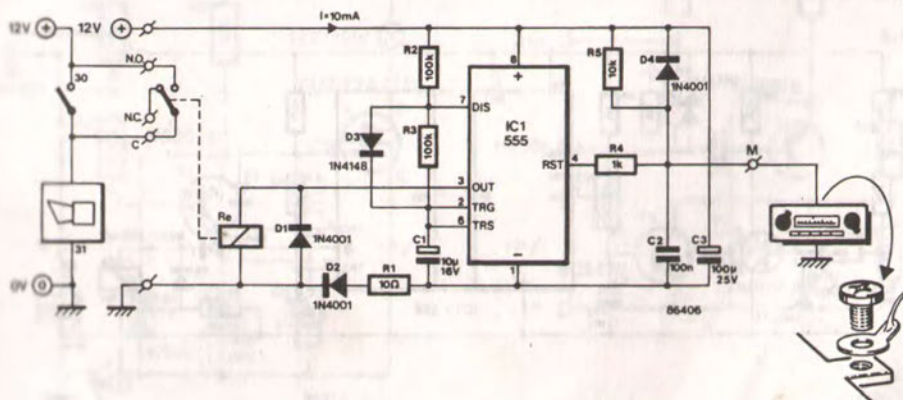 12V
12V
I=10mA
30
N.O.
N.C.
C
R2
100k
R5
10k
D4
1N4001
8
+
7
DIS
IC1
555
D3
1N4148
R3
100k
RST
4
R4
1k
M
3
OUT
2
TRG
6
TRS
Re
D1
1N4001
C1
10µ
16V
31
D2
1N4001
R1
10Ω
−
1
C2
100n
C3
100µ
25V
0V
0
86406